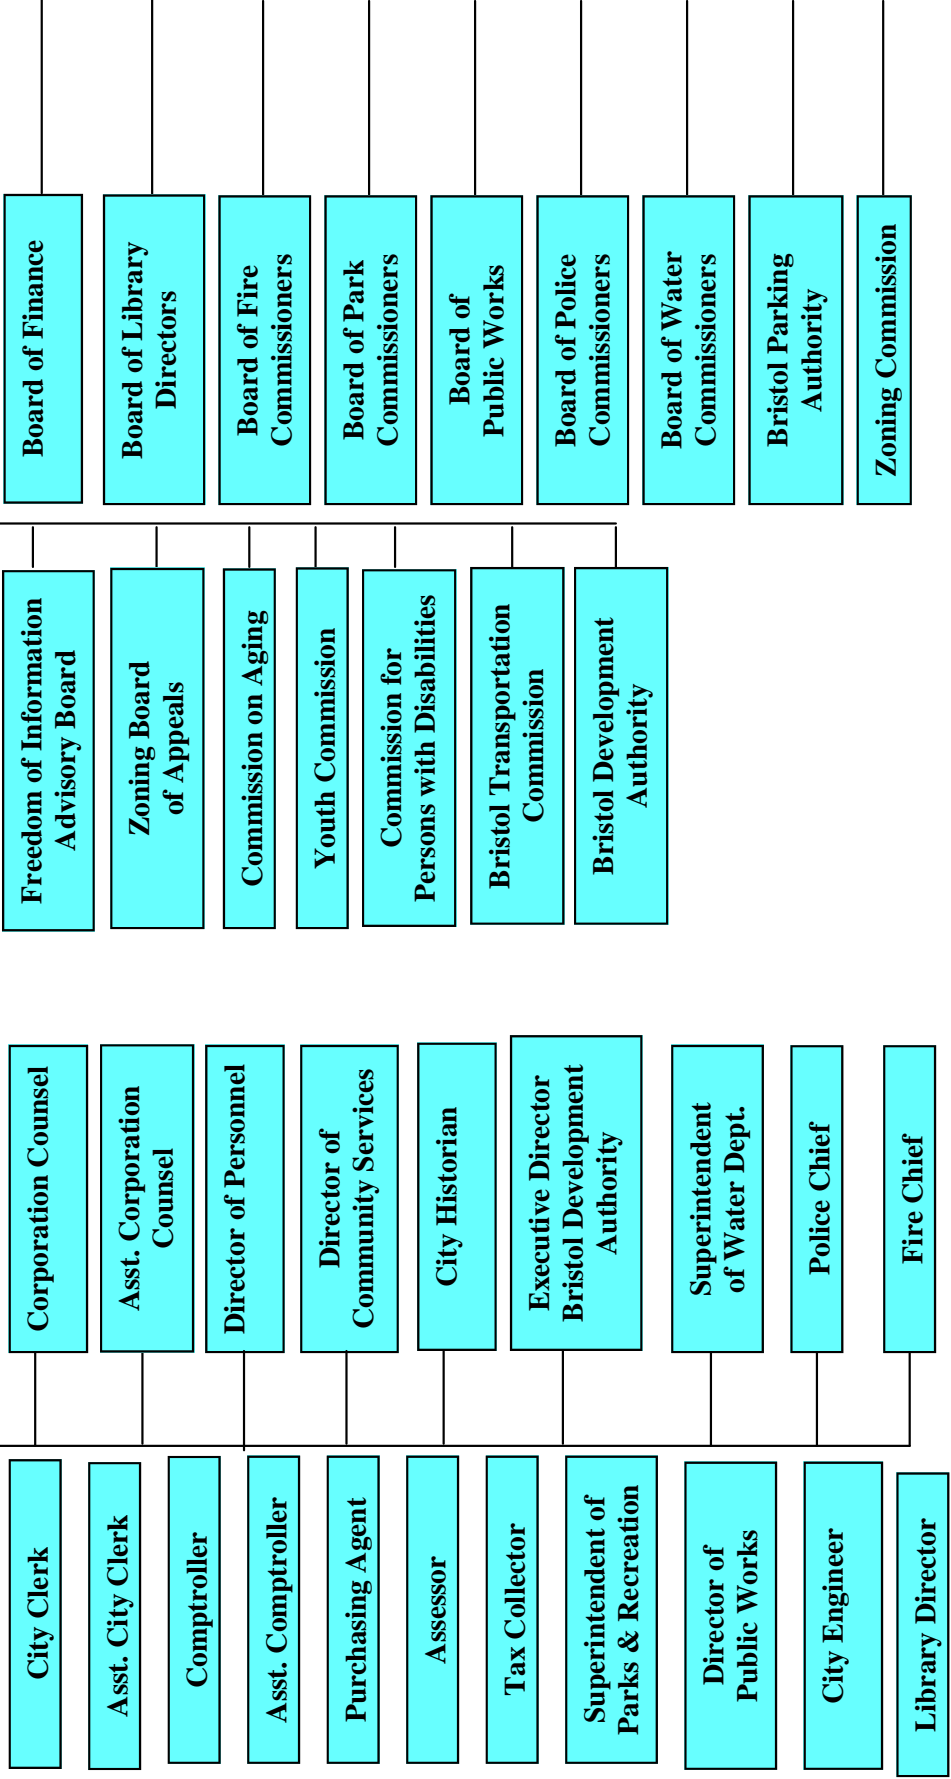 City Clerk
Asst. City Clerk
Comptroller
Asst. Comptroller
Purchasing Agent
Assessor
Tax Collector
Superintendent of
Parks & Recreation
Director of
Public Works
City Engineer
Library Director
Corporation Counsel
Asst. Corporation
Counsel
Director of Personnel
Director of
Community Services
City Historian
Executive Director
Bristol Development
Authority
Superintendent
of Water Dept.
Police Chief
Fire Chief
Freedom of Information
Advisory Board
Zoning Board
of Appeals
Commission on Aging
Youth Commission
Commission for
Persons with Disabilities
Bristol Transportation
Commission
Bristol Development
Authority
Board of Finance
Board of Library
Directors
Board of Fire
Commissioners
Board of Park
Commissioners
Board of
Public Works
Board of Police
Commissioners
Board of Water
Commissioners
Bristol Parking
Authority
Zoning Commission